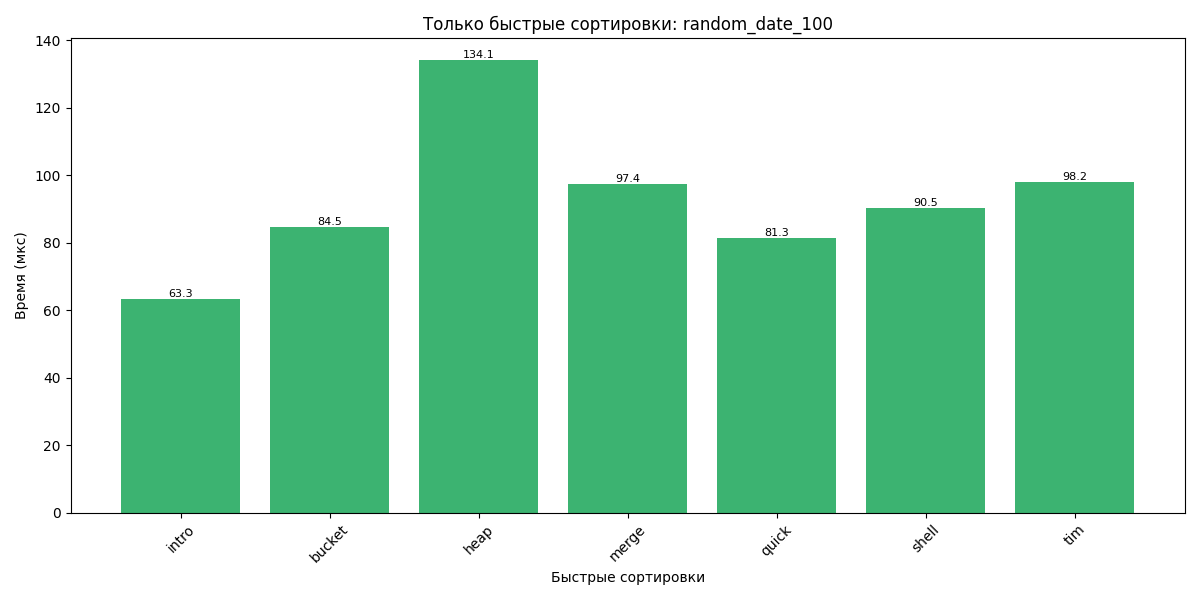 Только быстрые сортировки: random_date_100
Время (мкс)
140
120
100
80
60
40
20
0
63.3
84.5
134.1
97.4
81.3
90.5
98.2
intro
bucket
heap
merge
quick
shell
tim
Быстрые сортировки